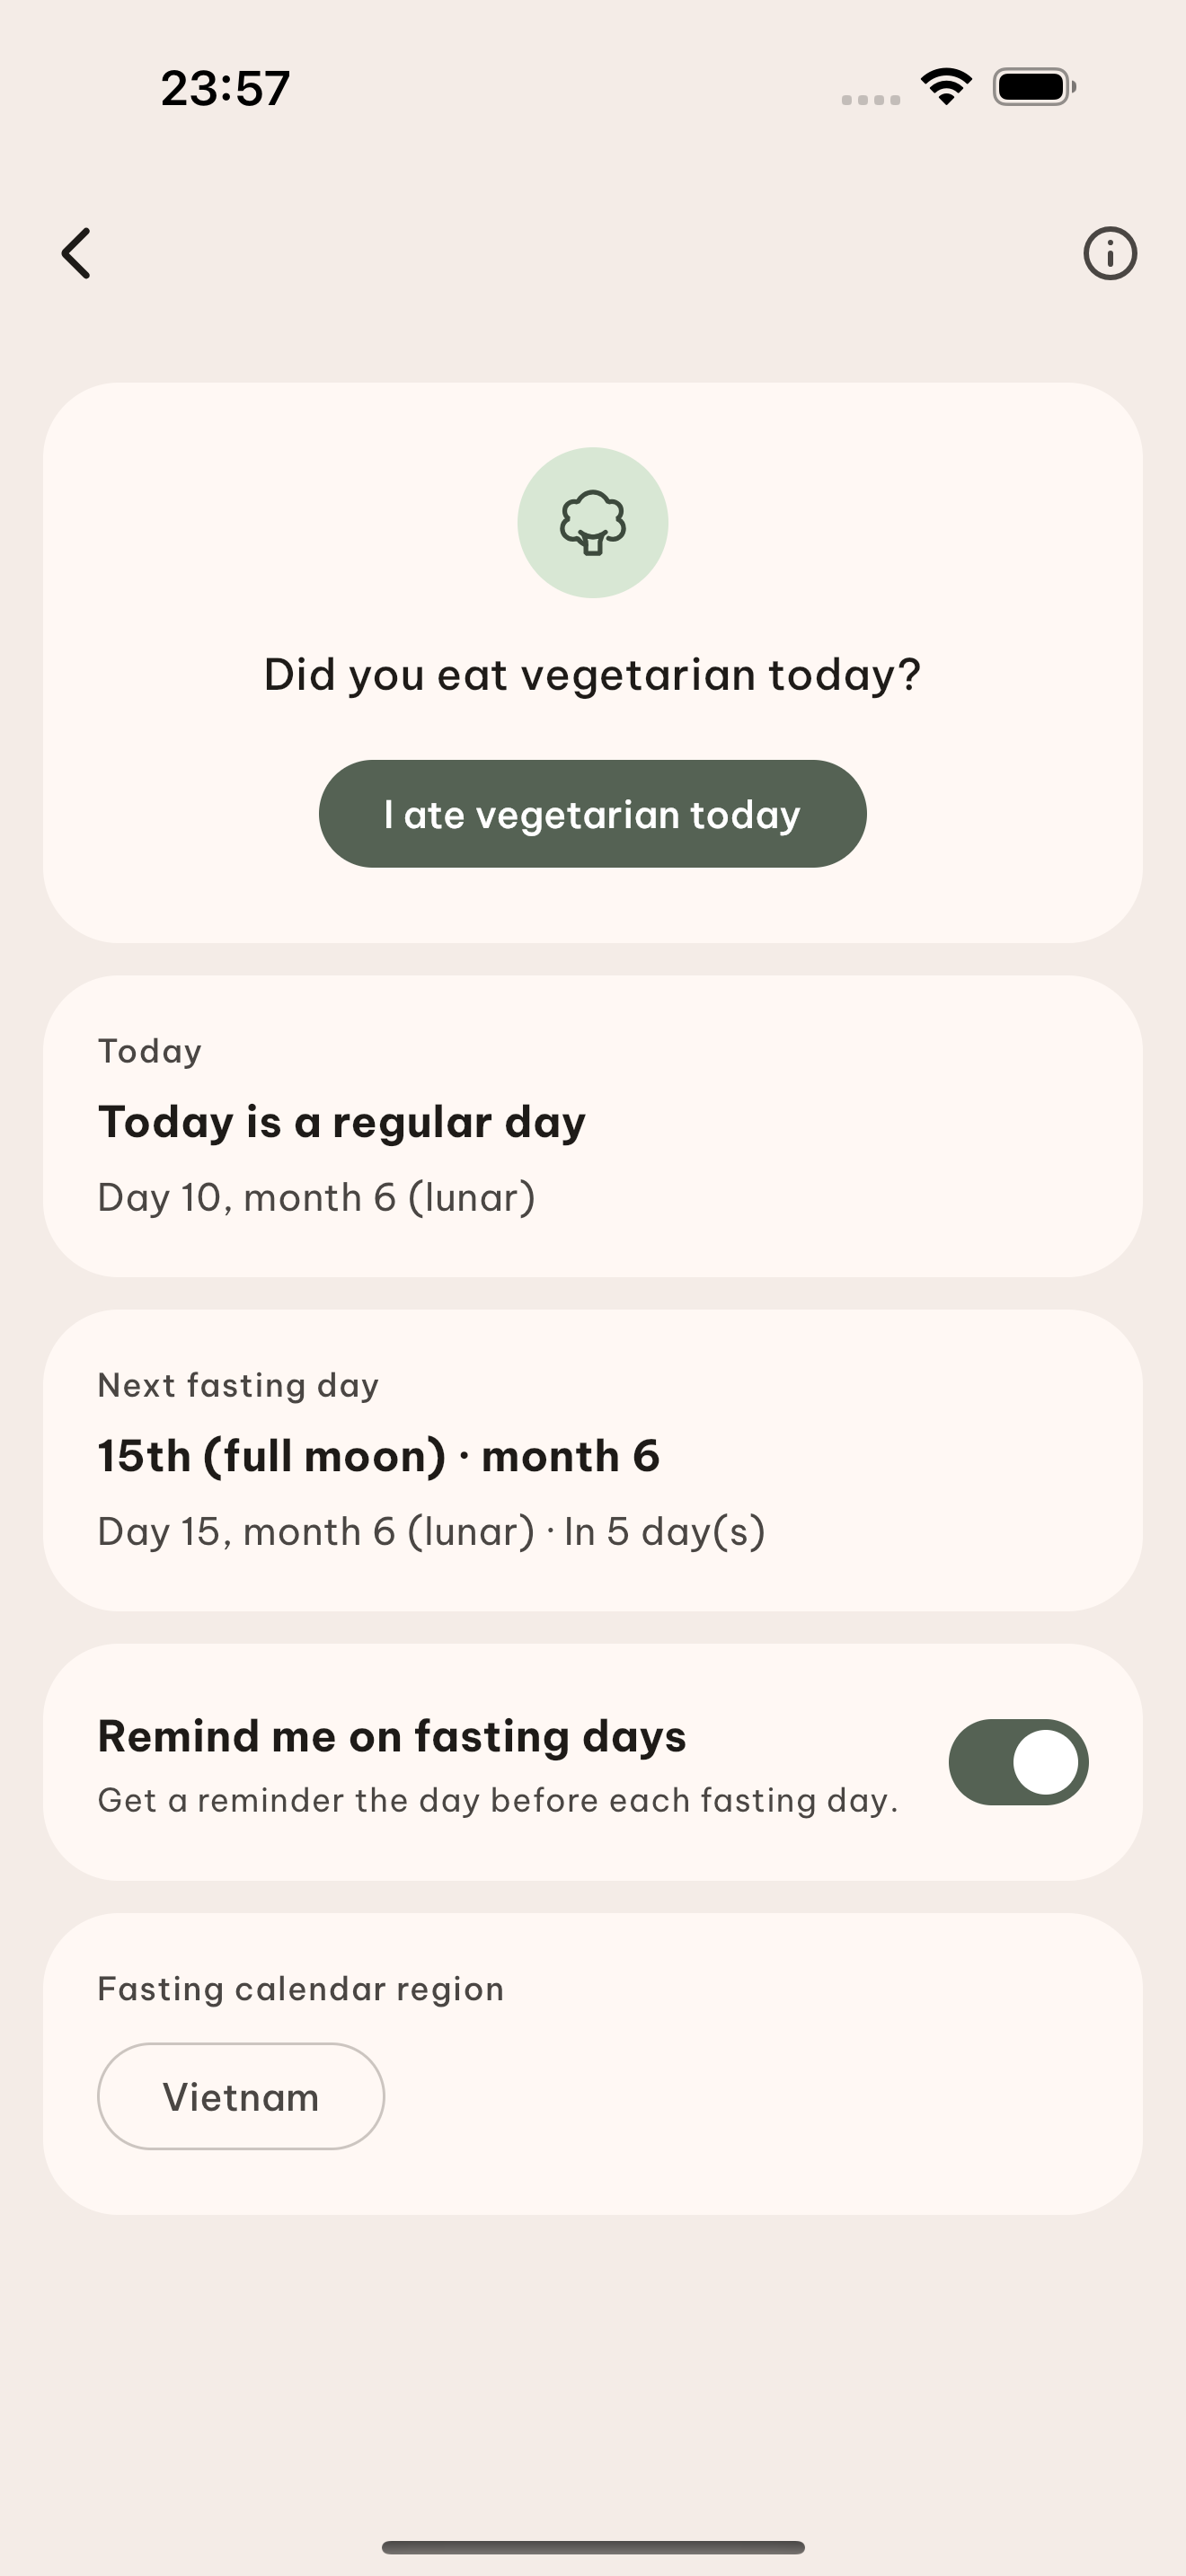 23:57
Did you eat vegetarian today?
I ate vegetarian today
Today
Today is a regular day
Day 10, month 6 (lunar)
Next fasting day
15th (full moon) · month 6
Day 15, month 6 (lunar) · In 5 day(s)
Remind me on fasting days
Get a reminder the day before each fasting day.
Fasting calendar region
Vietnam